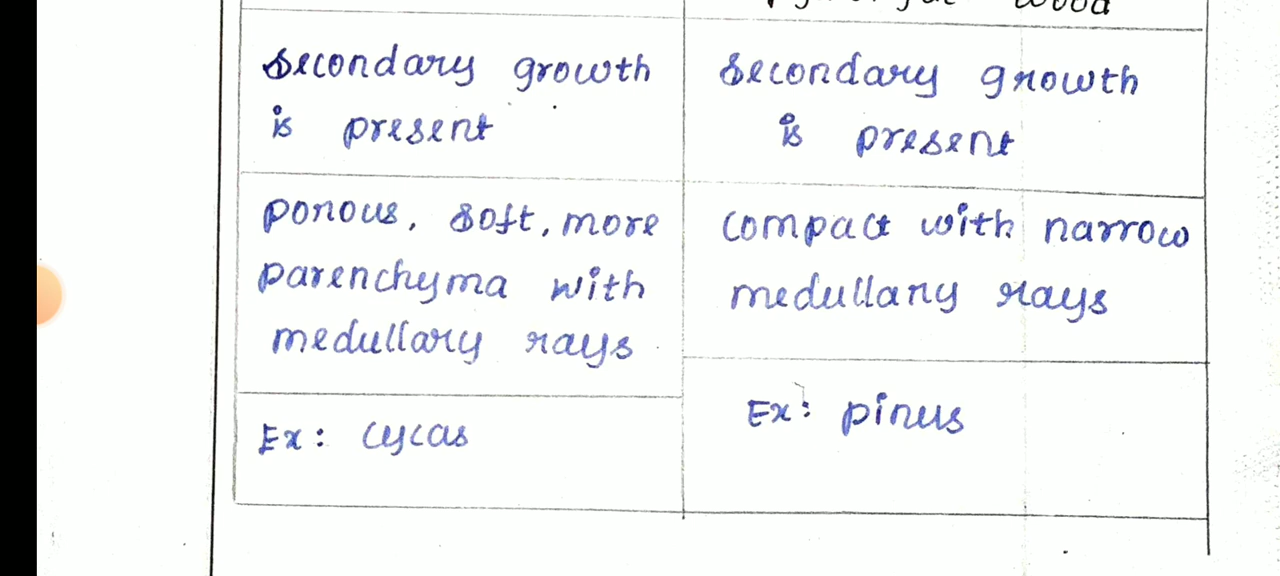 wood
secondary growth
is present
secondary growth
is present
porous, soft, more
parenchyma with
medullary rays
compact with narrow
medullary rays
Ex: cycas
Ex: pinus